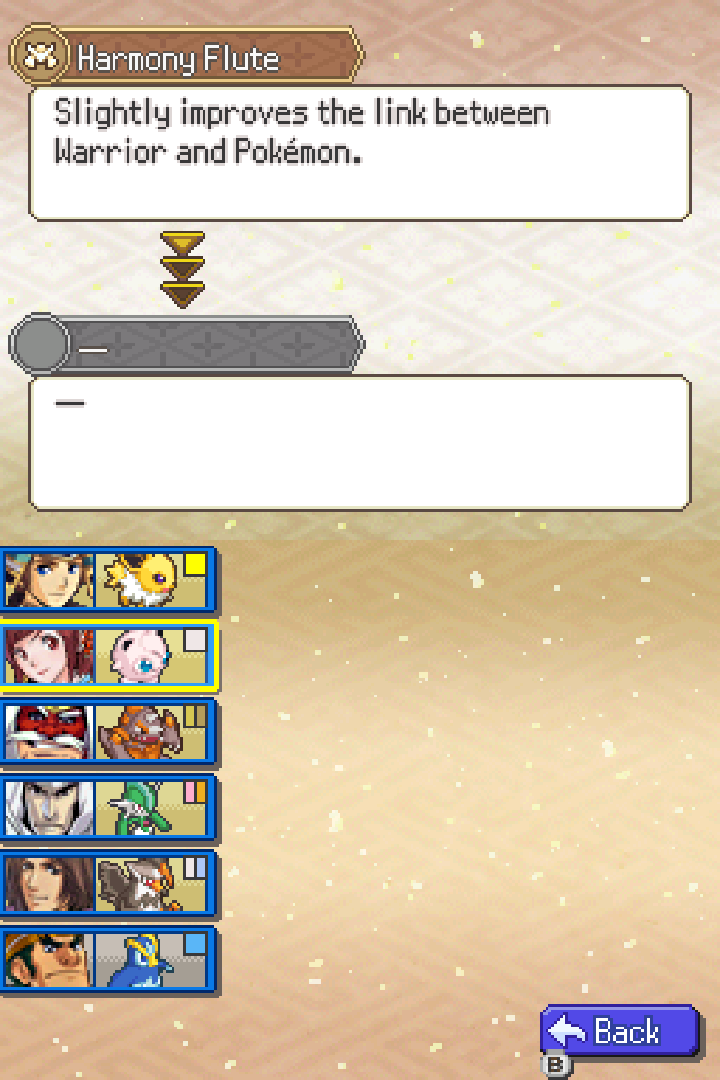 Harmony Flute
Slightly improves the link between
Warrior and Pokémon.
—
—
Back
B